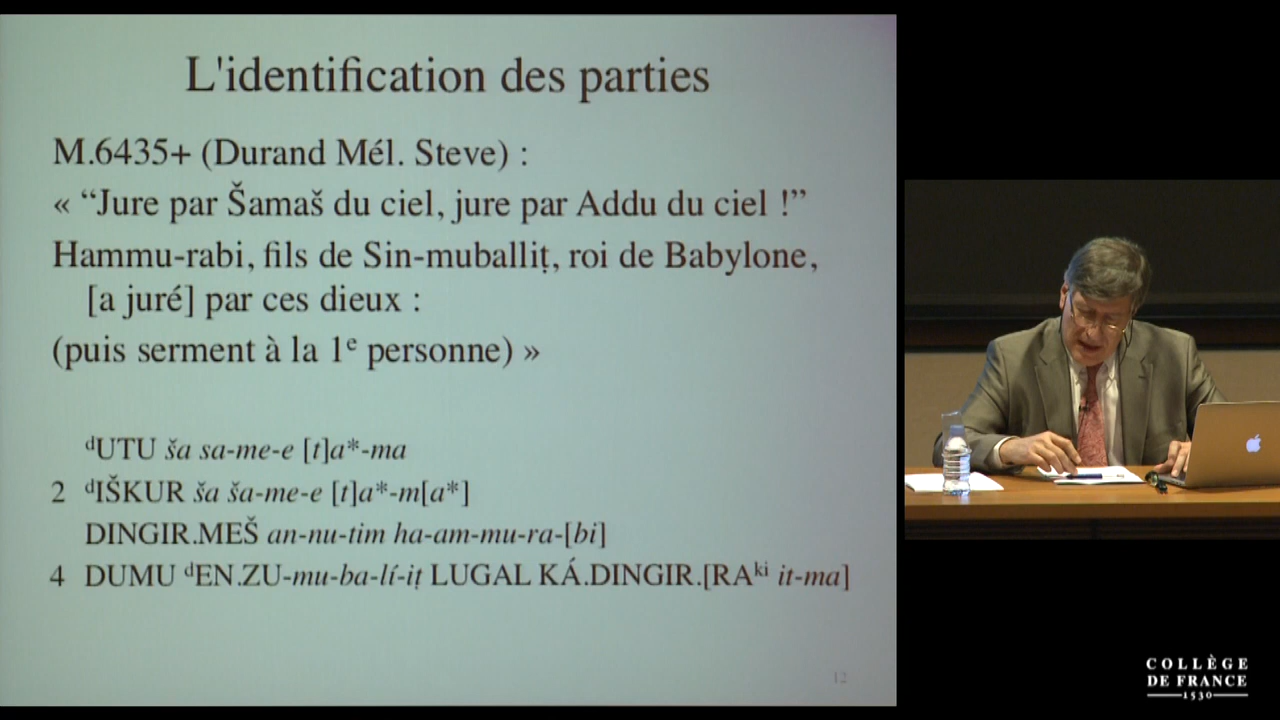 L'identification des parties
M.6435+ (Durand Mél. Steve) :
« “Jure par Šamaš du ciel, jure par Addu du ciel !”
Hammu-rabi, fils de Sin-muballiṭ, roi de Babylone,
[a juré] par ces dieux :
(puis serment à la 1e personne) »
dUTU ša sa-me-e [t]a*-ma
2 dIŠKUR ša ša-me-e [t]a*-m[a*]
DINGIR.MEŠ an-nu-tim ha-am-mu-ra-[bi]
4 DUMU dEN.ZU-mu-ba-lí-iṭ LUGAL KÁ.DINGIR.[RAki it-ma]
12
COLLÈGE
DE FRANCE
1530